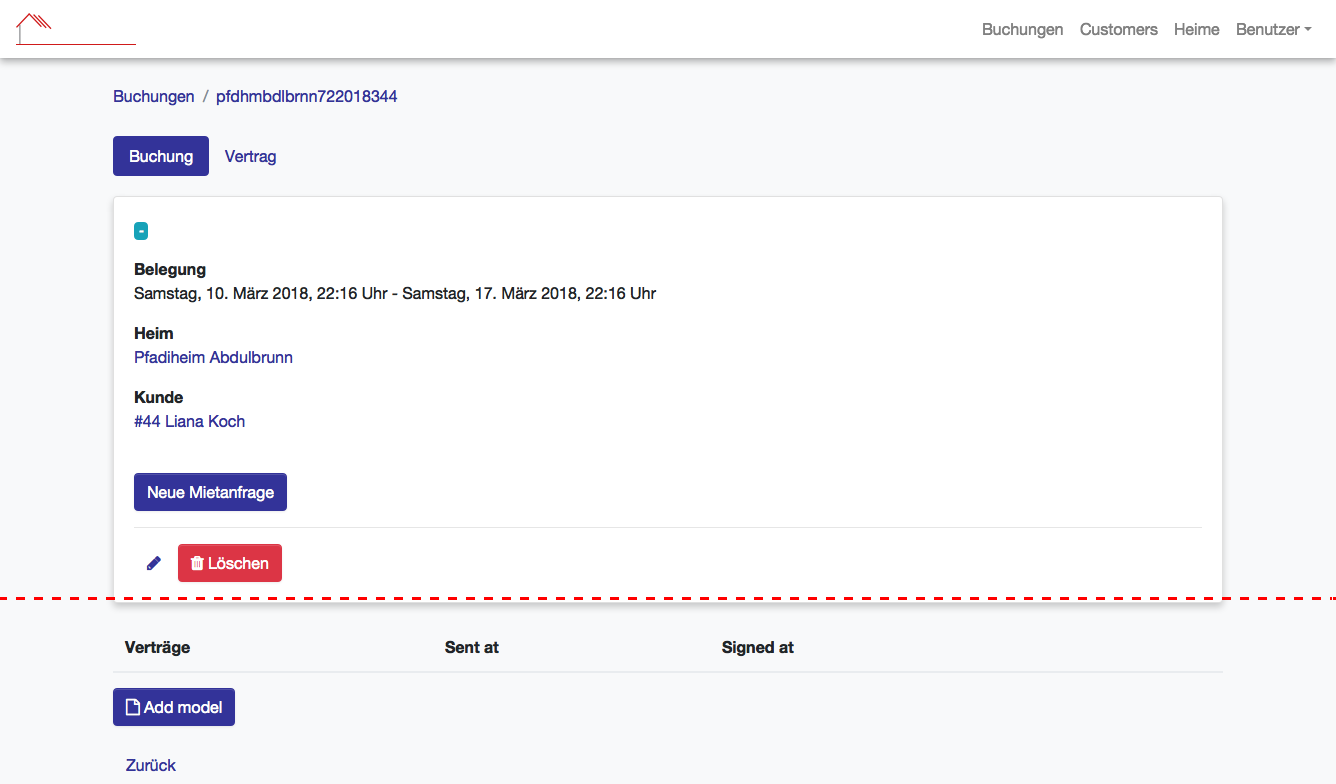 Buchungen Customers Heime Benutzer
Buchungen / pfdhmbdlbrnn722018344
Buchung Vertrag
-
Belegung
Samstag, 10. März 2018, 22:16 Uhr - Samstag, 17. März 2018, 22:16 Uhr
Heim
Pfadiheim Abdulbrunn
Kunde
#44 Liana Koch
Neue Mietanfrage
Löschen
Verträge Sent at Signed at
Add model
Zurück